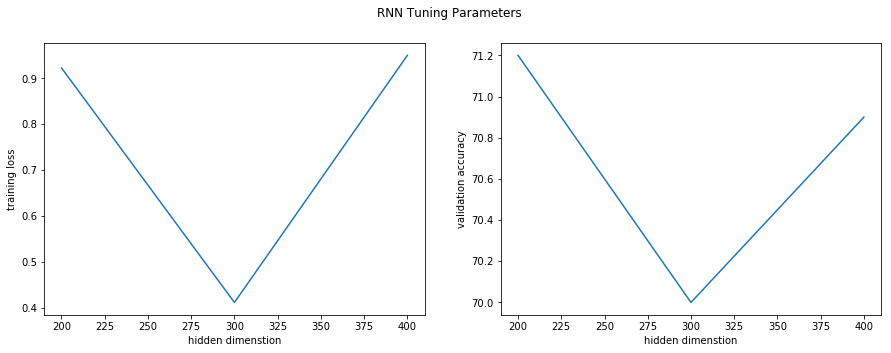 RNN Tuning Parameters
training loss
0.9
0.8
0.7
0.6
0.5
0.4
200 225 250 275 300 325 350 375 400
hidden dimenstion
validation accuracy
71.2
71.0
70.8
70.6
70.4
70.2
70.0
200 225 250 275 300 325 350 375 400
hidden dimenstion